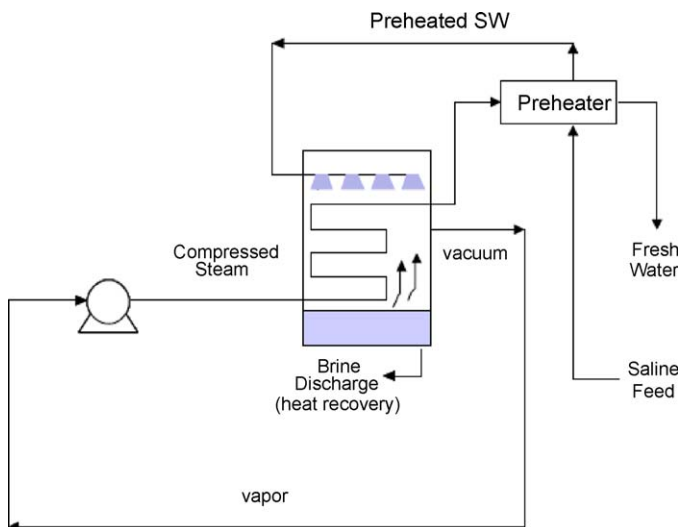 Preheated SW
Preheater
Compressed
Steam
vacuum
Fresh
Water
Brine
Discharge
(heat recovery)
Saline
Feed
vapor